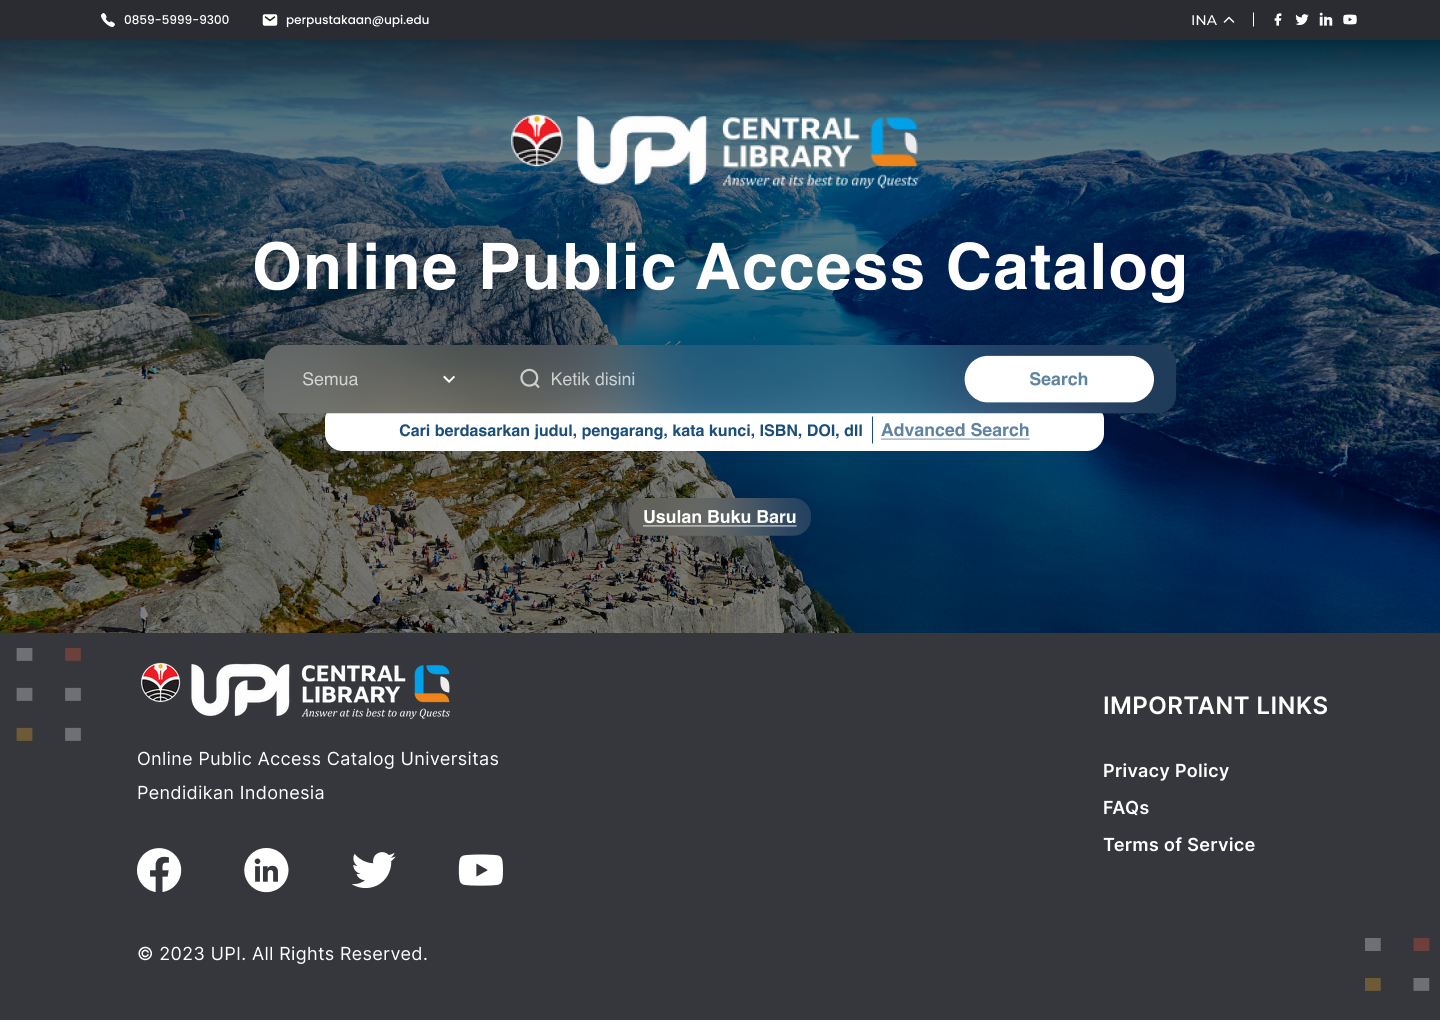 0859-5999-9300
perpustakaan@upi.edu
INA
UPI CENTRAL LIBRARY
Answer at its best to any Quests
Online Public Access Catalog
Semua
Ketik disini
Search
Cari berdasarkan judul, pengarang, kata kunci, ISBN, DOI, dll
Advanced Search
Usulan Buku Baru
UPI CENTRAL LIBRARY
Answer at its best to any Quests
Online Public Access Catalog Universitas
Pendidikan Indonesia
© 2023 UPI. All Rights Reserved.
IMPORTANT LINKS
Privacy Policy
FAQs
Terms of Service